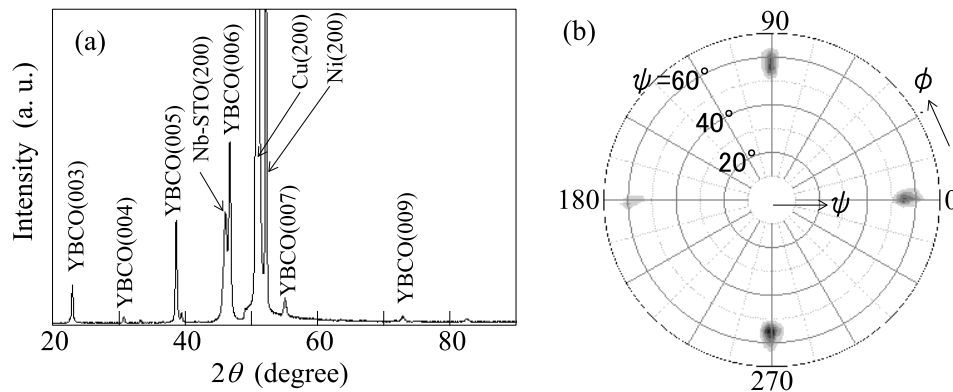 (a)
Intensity (a. u.)
YBCO(003)
YBCO(004)
YBCO(005)
Nb-STO(200)
YBCO(006)
Cu(200)
Ni(200)
YBCO(007)
YBCO(009)
20
40
60
80
2θ (degree)
(b)
90
ψ=60°
40°
20°
ϕ
180
ψ
0
270